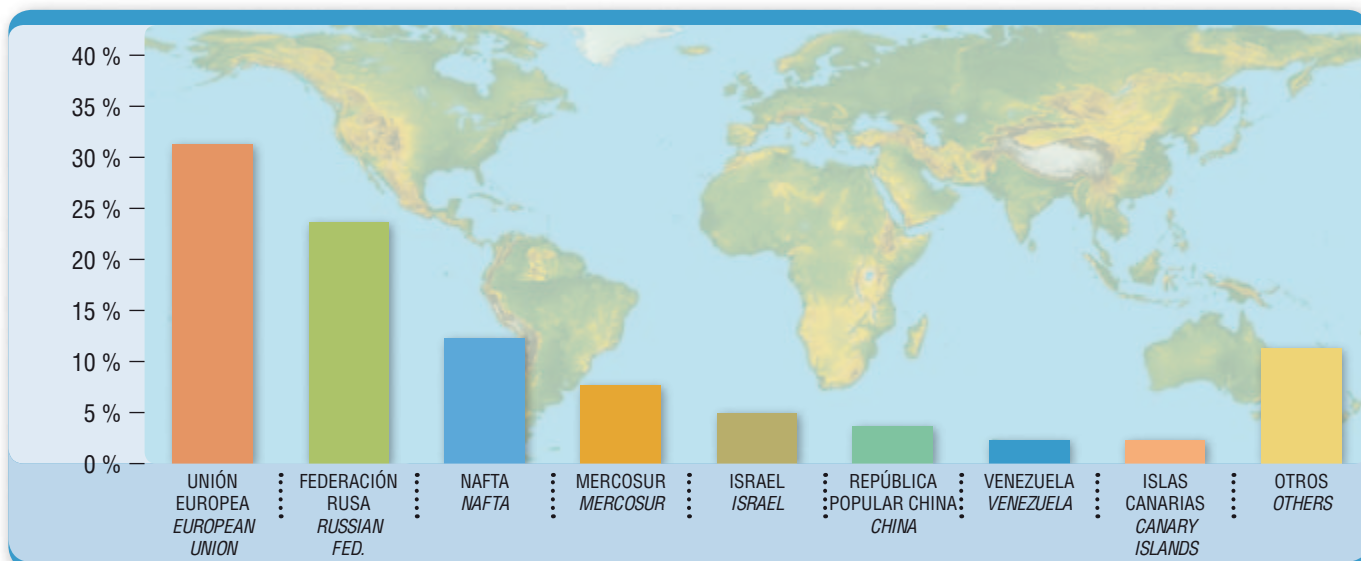 40 %
35 %
30 %
25 %
20 %
15 %
10 %
5 %
0 %
UNIÓN
EUROPEA
EUROPEAN
UNION
FEDERACIÓN
RUSA
RUSSIAN
FED.
NAFTA
NAFTA
MERCOSUR
MERCOSUR
ISRAEL
ISRAEL
REPÚBLICA
POPULAR CHINA
CHINA
VENEZUELA
VENEZUELA
ISLAS
CANARIAS
CANARY
ISLANDS
OTROS
OTHERS